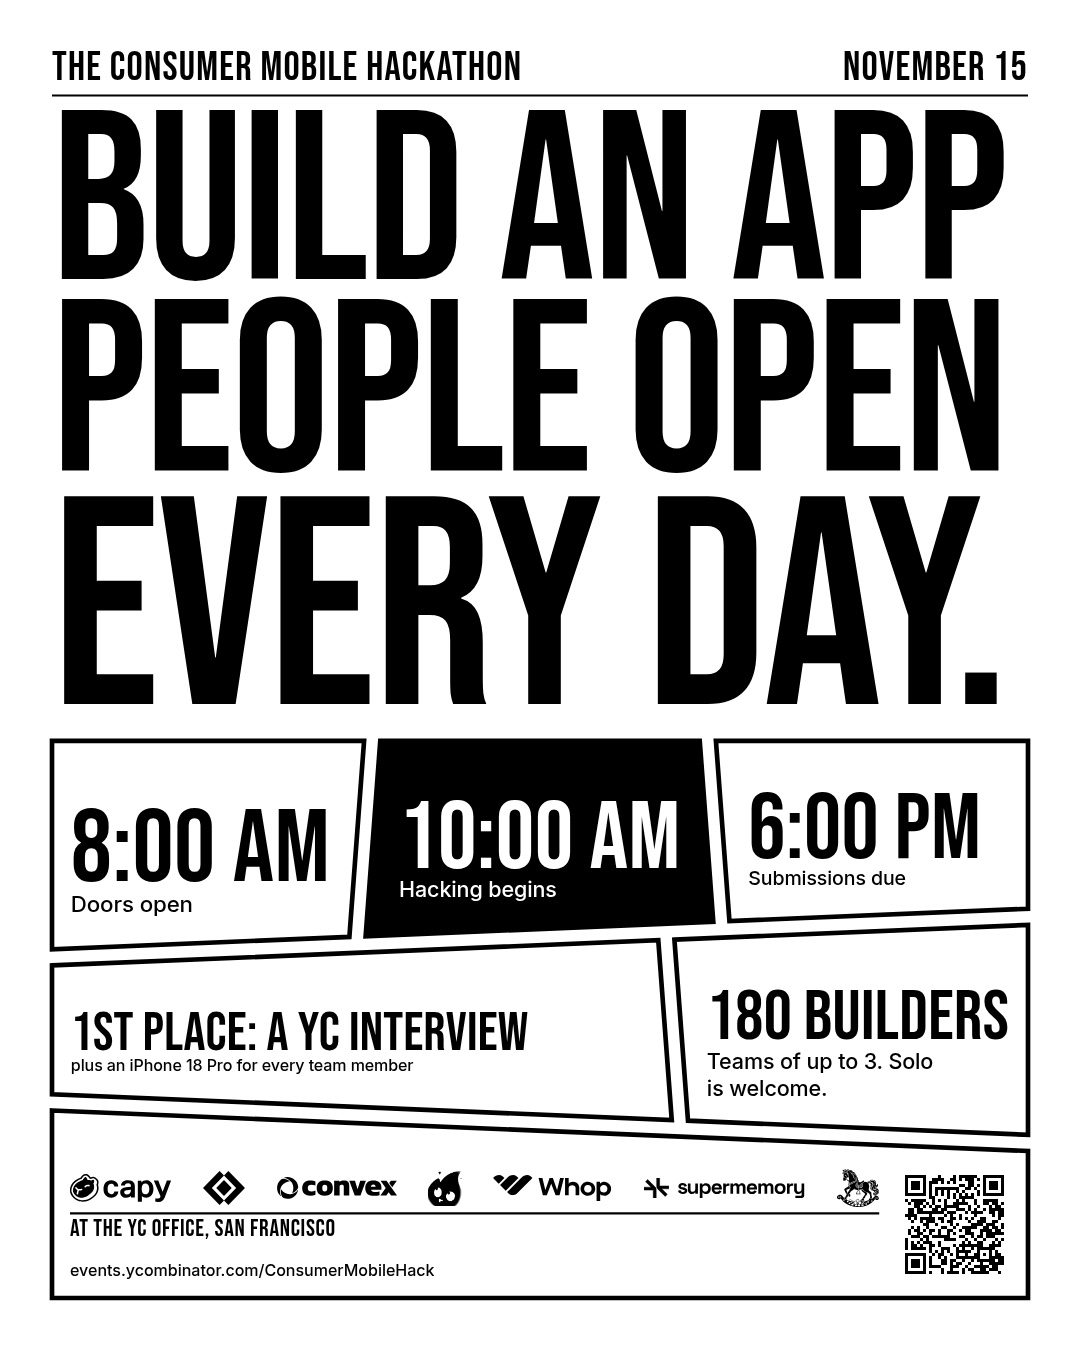 THE CONSUMER MOBILE HACKATHON
NOVEMBER 15
BUILD AN APP
PEOPLE OPEN
EVERY DAY.
8:00 AM
Doors open
10:00 AM
Hacking begins
6:00 PM
Submissions due
1ST PLACE: A YC INTERVIEW
plus an iPhone 18 Pro for every team member
180 BUILDERS
Teams of up to 3. Solo
is welcome.
capy
convex
Whop
supermemory
AT THE YC OFFICE, SAN FRANCISCO
events.ycombinator.com/ConsumerMobileHack